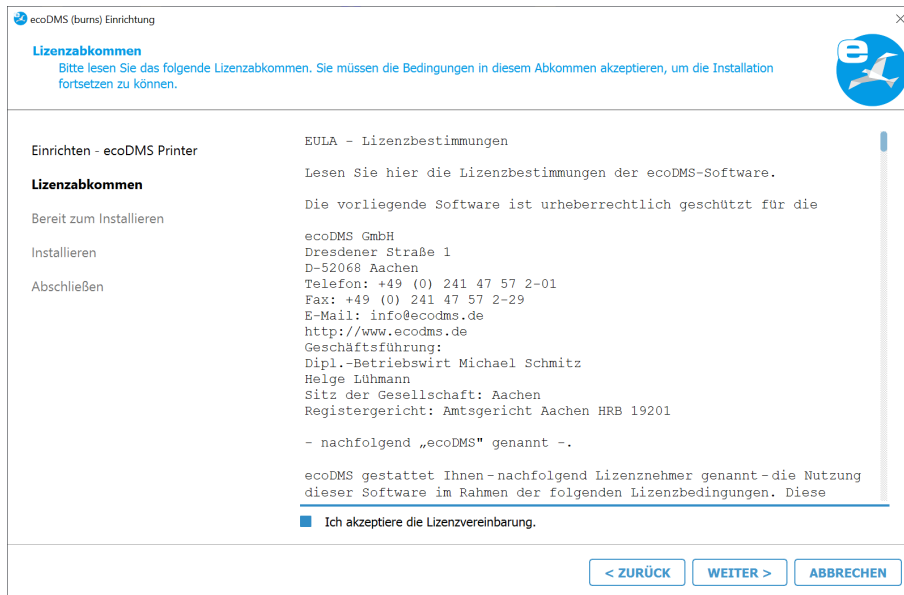 ecoDMS (burns) Einrichtung
Lizenzabkommen
Bitte lesen Sie das folgende Lizenzabkommen. Sie müssen die Bedingungen in diesem Abkommen akzeptieren, um die Installation
fortsetzen zu können.
e
Einrichten - ecoDMS Printer
Lizenzabkommen
Bereit zum Installieren
Installieren
Abschließen
EULA - Lizenzbestimmungen
Lesen Sie hier die Lizenzbestimmungen der ecoDMS-Software.
Die vorliegende Software ist urheberrechtlich geschützt für die
ecoDMS GmbH
Dresdener Straße 1
D-52068 Aachen
Telefon: +49 (0) 241 47 57 2-01
Fax: +49 (0) 241 47 57 2-29
E-Mail: info@ecodms.de
http://www.ecodms.de
Geschäftsführung:
Dipl.-Betriebswirt Michael Schmitz
Helge Lühmann
Sitz der Gesellschaft: Aachen
Registergericht: Amtsgericht Aachen HRB 19201
- nachfolgend „ecoDMS" genannt -.
ecoDMS gestattet Ihnen - nachfolgend Lizenznehmer genannt - die Nutzung
dieser Software im Rahmen der folgenden Lizenzbedingungen. Diese
Ich akzeptiere die Lizenzvereinbarung.
< ZURÜCK
WEITER >
ABBRECHEN